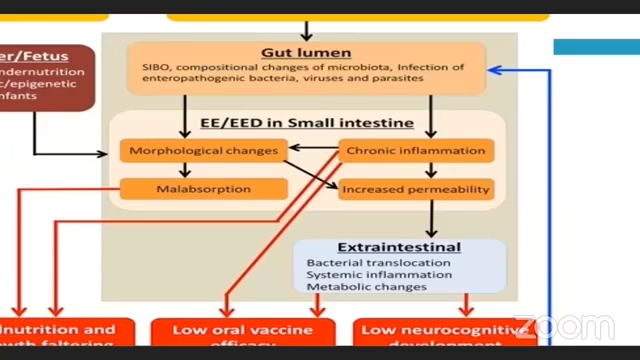 er/Fetus
ndernutrition
ic/epigenetic
nfants
Gut lumen
SIBO, compositional changes of microbiota, Infection of
enteropathogenic bacteria, viruses and parasites
EE/EED in Small intestine
Morphological changes
Chronic inflammation
Malabsorption
Increased permeability
Extraintestinal
Bacterial translocation
Systemic inflammation
Metabolic changes
lnutrition and
wth faltering
Low oral vaccine
efficacy
Low neurocognitive
development
zoom